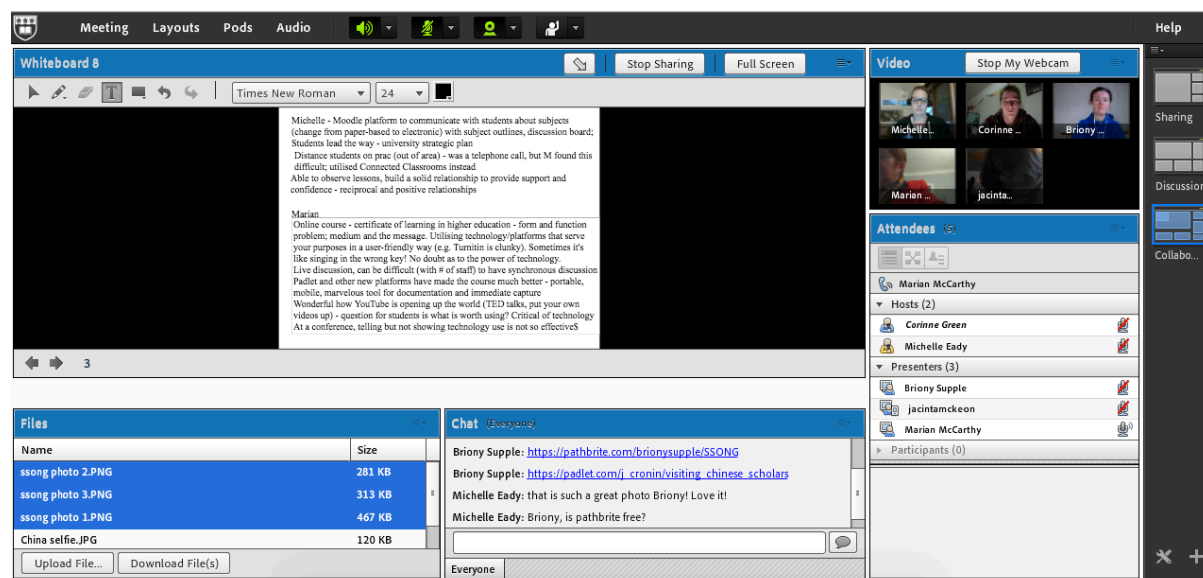 Meeting Layouts Pods Audio Help
Whiteboard 8 Stop Sharing Full Screen
Times New Roman 24
Michelle - Moodle platform to communicate with students about subjects
(change from paper-based to electronic) with subject outlines, discussion board;
Students lead the way - university strategic plan
Distance students on prac (out of area) - was a telephone call, but M found this
difficult; utilised Connected Classrooms instead
Able to observe lessons, build a solid relationship to provide support and
confidence - reciprocal and positive relationships
Marian
Online course - certificate of learning in higher education - form and function
problem; medium and the message. Utilising technology/platforms that serve
your purposes in a user-friendly way (e.g. Turnitin is clunky). Sometimes it's
like singing in the wrong key! No doubt as to the power of technology.
Live discussion, can be difficult (with # of staff) to have synchronous discussion
Padlet and other new platforms have made the course much better - portable,
mobile, marvelous tool for documentation and immediate capture
Wonderful how YouTube is opening up the world (TED talks, put your own
videos up) - question for students is what is worth using? Critical of technology
At a conference, telling but not showing technology use is not so effective$
3
Video Stop My Webcam
Michelle... Corinne ... Briony ...
Marian ... jacinta...
Attendees (5)
Marian McCarthy
Hosts (2)
Corinne Green
Michelle Eady
Presenters (3)
Briony Supple
jacintamckeon
Marian McCarthy
Participants (0)
Sharing
Discussion
Collabo...
Files
Name Size
ssong photo 2.PNG 281 KB
ssong photo 3.PNG 313 KB
ssong photo 1.PNG 467 KB
China selfie.JPG 120 KB
Upload File... Download File(s)
Chat (Everyone)
Briony Supple: https://pathbrite.com/brionysupple/SSONG
Briony Supple: https://padlet.com/j_cronin/visiting_chinese_scholars
Michelle Eady: that is such a great photo Briony! Love it!
Michelle Eady: Briony, is pathbrite free?
Everyone